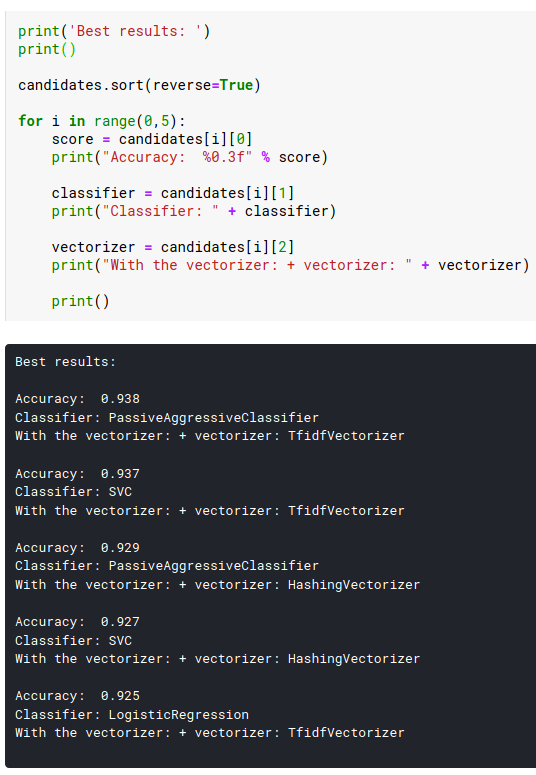 print('Best results: ')
print()
candidates.sort(reverse=True)
for i in range(0,5):
    score = candidates[i][0]
    print("Accuracy:  %0.3f" % score)
    classifier = candidates[i][1]
    print("Classifier: " + classifier)
    vectorizer = candidates[i][2]
    print("With the vectorizer: + vectorizer: " + vectorizer)
    print()
Best results:
Accuracy:  0.938
Classifier: PassiveAggressiveClassifier
With the vectorizer: + vectorizer: TfidfVectorizer
Accuracy:  0.937
Classifier: SVC
With the vectorizer: + vectorizer: TfidfVectorizer
Accuracy:  0.929
Classifier: PassiveAggressiveClassifier
With the vectorizer: + vectorizer: HashingVectorizer
Accuracy:  0.927
Classifier: SVC
With the vectorizer: + vectorizer: HashingVectorizer
Accuracy:  0.925
Classifier: LogisticRegression
With the vectorizer: + vectorizer: TfidfVectorizer